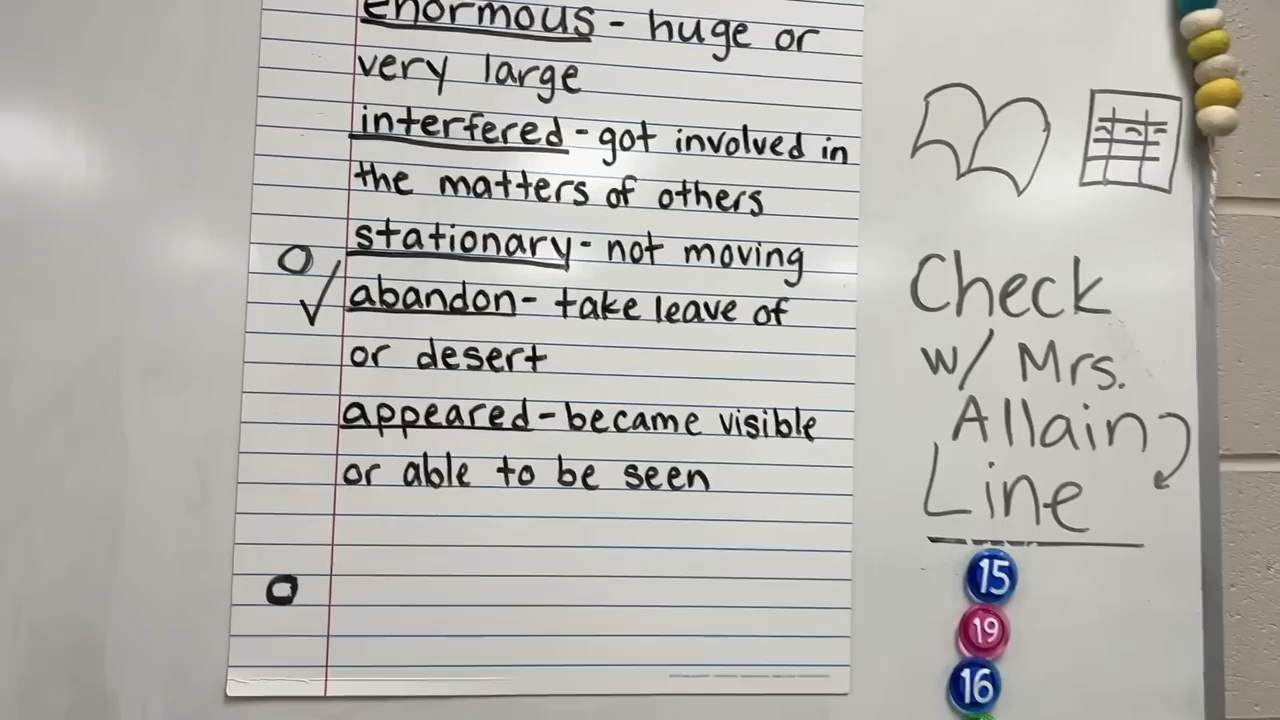 enormous - huge or
very large
interfered - got involved in
the matters of others
stationary - not moving
✓ abandon - take leave of
or desert
appeared - became visible
or able to be seen
Check
w/ Mrs.
Allain
Line
15
19
16